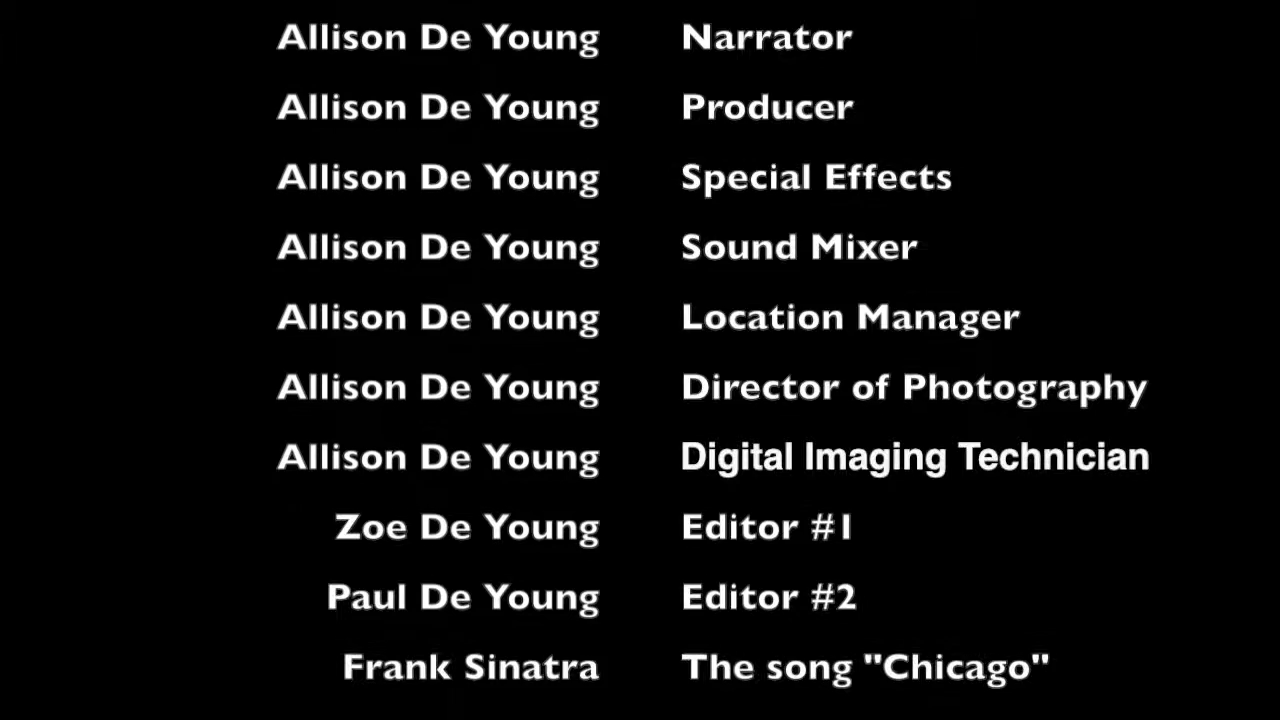 Allison De Young Narrator
Allison De Young Producer
Allison De Young Special Effects
Allison De Young Sound Mixer
Allison De Young Location Manager
Allison De Young Director of Photography
Allison De Young Digital Imaging Technician
Zoe De Young Editor #1
Paul De Young Editor #2
Frank Sinatra The song "Chicago"